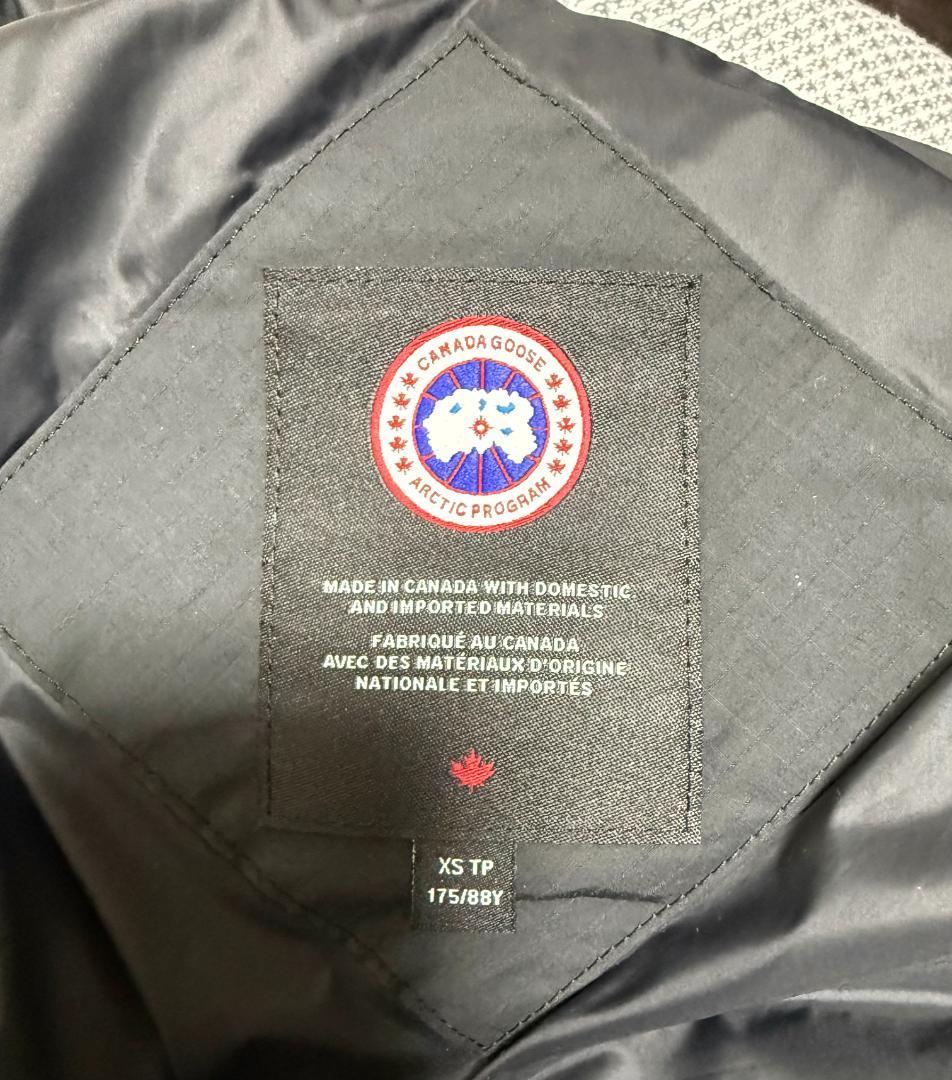 CANADA GOOSE
ARCTIC PROGRAM
MADE IN CANADA WITH DOMESTIC
AND IMPORTED MATERIALS
FABRIQUÉ AU CANADA
AVEC DES MATÉRIAUX D'ORIGINE
NATIONALE ET IMPORTÉS
XS TP
175/88Y